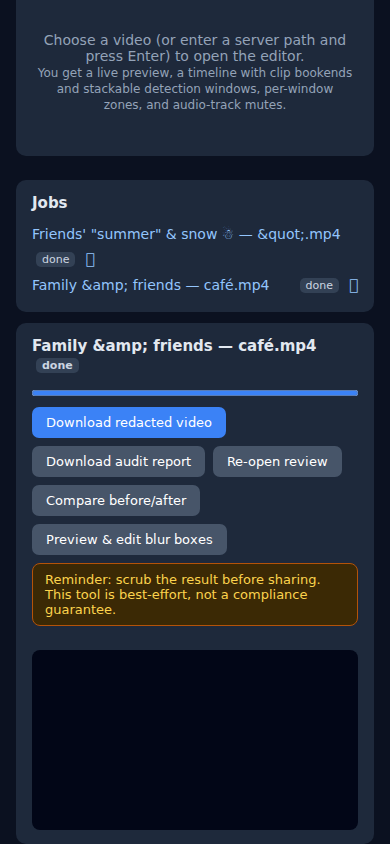 Choose a video (or enter a server path and
press Enter) to open the editor.
You get a live preview, a timeline with clip bookends
and stackable detection windows, per-window
zones, and audio-track mutes.
Jobs
Friends' "summer" & snow ☃ — &quot;.mp4
done
Family &amp; friends — café.mp4 done
Family &amp; friends — café.mp4
done
Download redacted video
Download audit report Re-open review
Compare before/after
Preview & edit blur boxes
Reminder: scrub the result before sharing.
This tool is best-effort, not a compliance
guarantee.